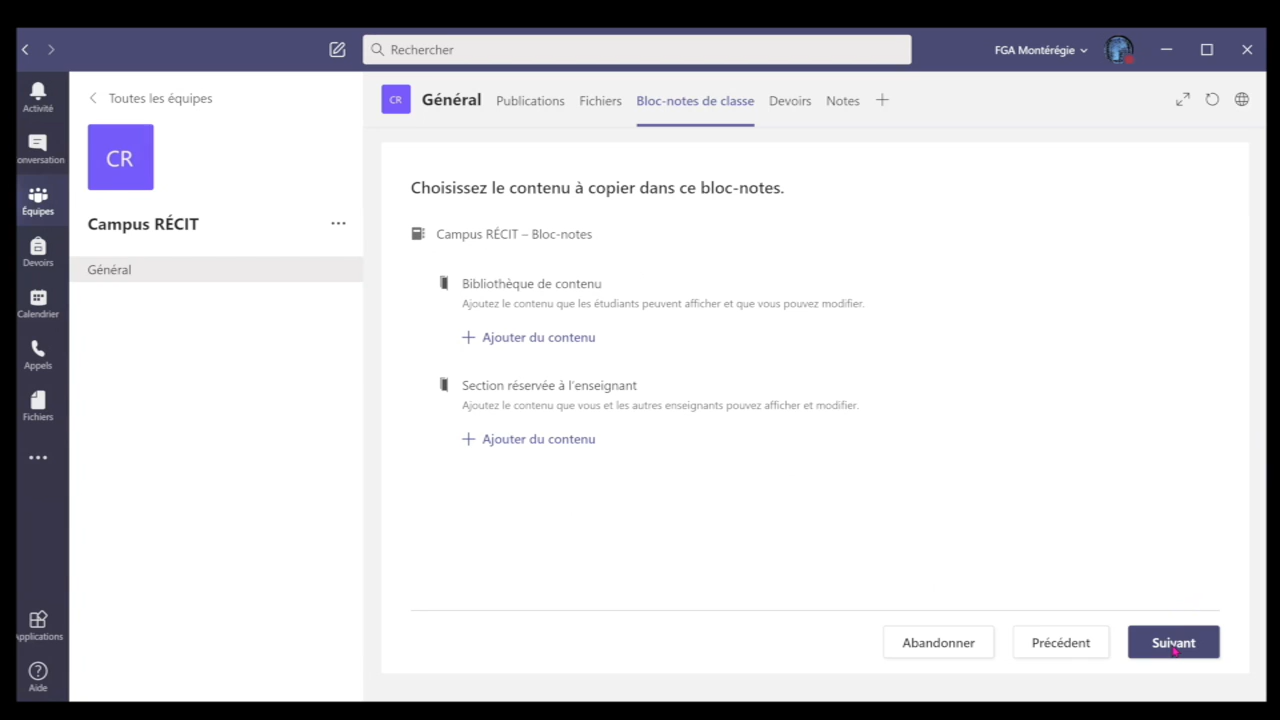 Rechercher
FGA Montérégie
Activité
onversation
Équipes
Devoirs
Calendrier
Appels
Fichiers
Applications
Aide
Toutes les équipes
CR
Campus RÉCIT
Général
CR
Général Publications Fichiers Bloc-notes de classe Devoirs Notes
Choisissez le contenu à copier dans ce bloc-notes.
Campus RÉCIT – Bloc-notes
Bibliothèque de contenu
Ajoutez le contenu que les étudiants peuvent afficher et que vous pouvez modifier.
+ Ajouter du contenu
Section réservée à l'enseignant
Ajoutez le contenu que vous et les autres enseignants pouvez afficher et modifier.
+ Ajouter du contenu
Abandonner Précédent Suivant